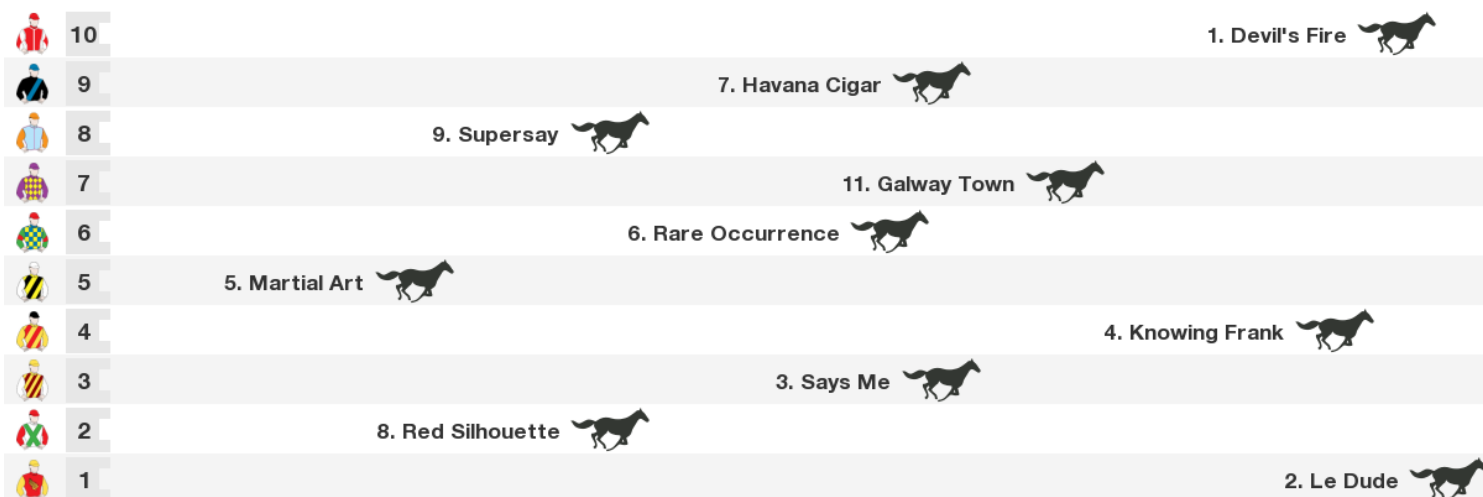 10 1. Devil's Fire
9 7. Havana Cigar
8 9. Supersay
7 11. Galway Town
6 6. Rare Occurrence
5 5. Martial Art
4 4. Knowing Frank
3 3. Says Me
2 8. Red Silhouette
1 2. Le Dude